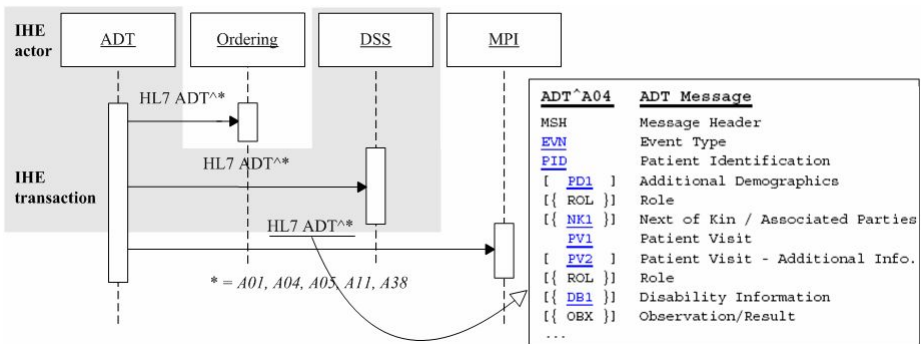 IHE actor
ADT
Ordering
DSS
MPI
HL7 ADT^*
HL7 ADT^*
IHE transaction
HL7 ADT^*
* = A01, A04, A05, A11, A38
ADT^A04 ADT Message
MSH Message Header
EVN Event Type
PID Patient Identification
[ PD1 ] Additional Demographics
[{ ROL }] Role
[{ NK1 }] Next of Kin / Associated Parties
PV1 Patient Visit
[ PV2 ] Patient Visit - Additional Info.
[{ ROL }] Role
[{ DB1 }] Disability Information
[{ OBX }] Observation/Result
...